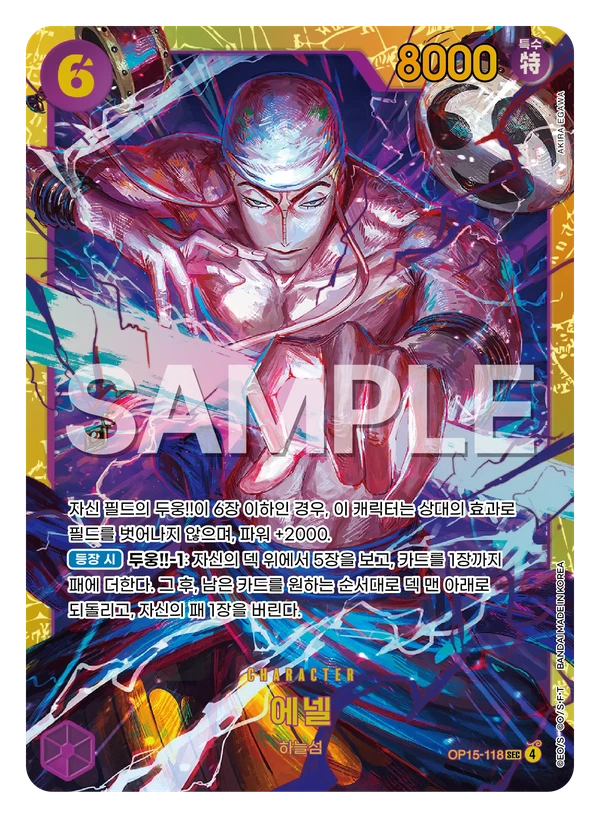 6
8000
특수
特
AKIRA EGAWA
SAMPLE
자신 필드의 두웅!!이 6장 이하인 경우, 이 캐릭터는 상대의 효과로
필드를 벗어나지 않으며, 파워 +2000.
등장 시 두웅!!-1: 자신의 덱 위에서 5장을 보고, 카드를 1장까지
패에 더한다. 그 후, 남은 카드를 원하는 순서대로 덱 맨 아래로
되돌리고, 자신의 패 1장을 버린다.
CHARACTER
에넬
하늘섬
OP15-118 SEC 4
©EO/S ©O/S·F·T BANDAI MADE IN KOREA